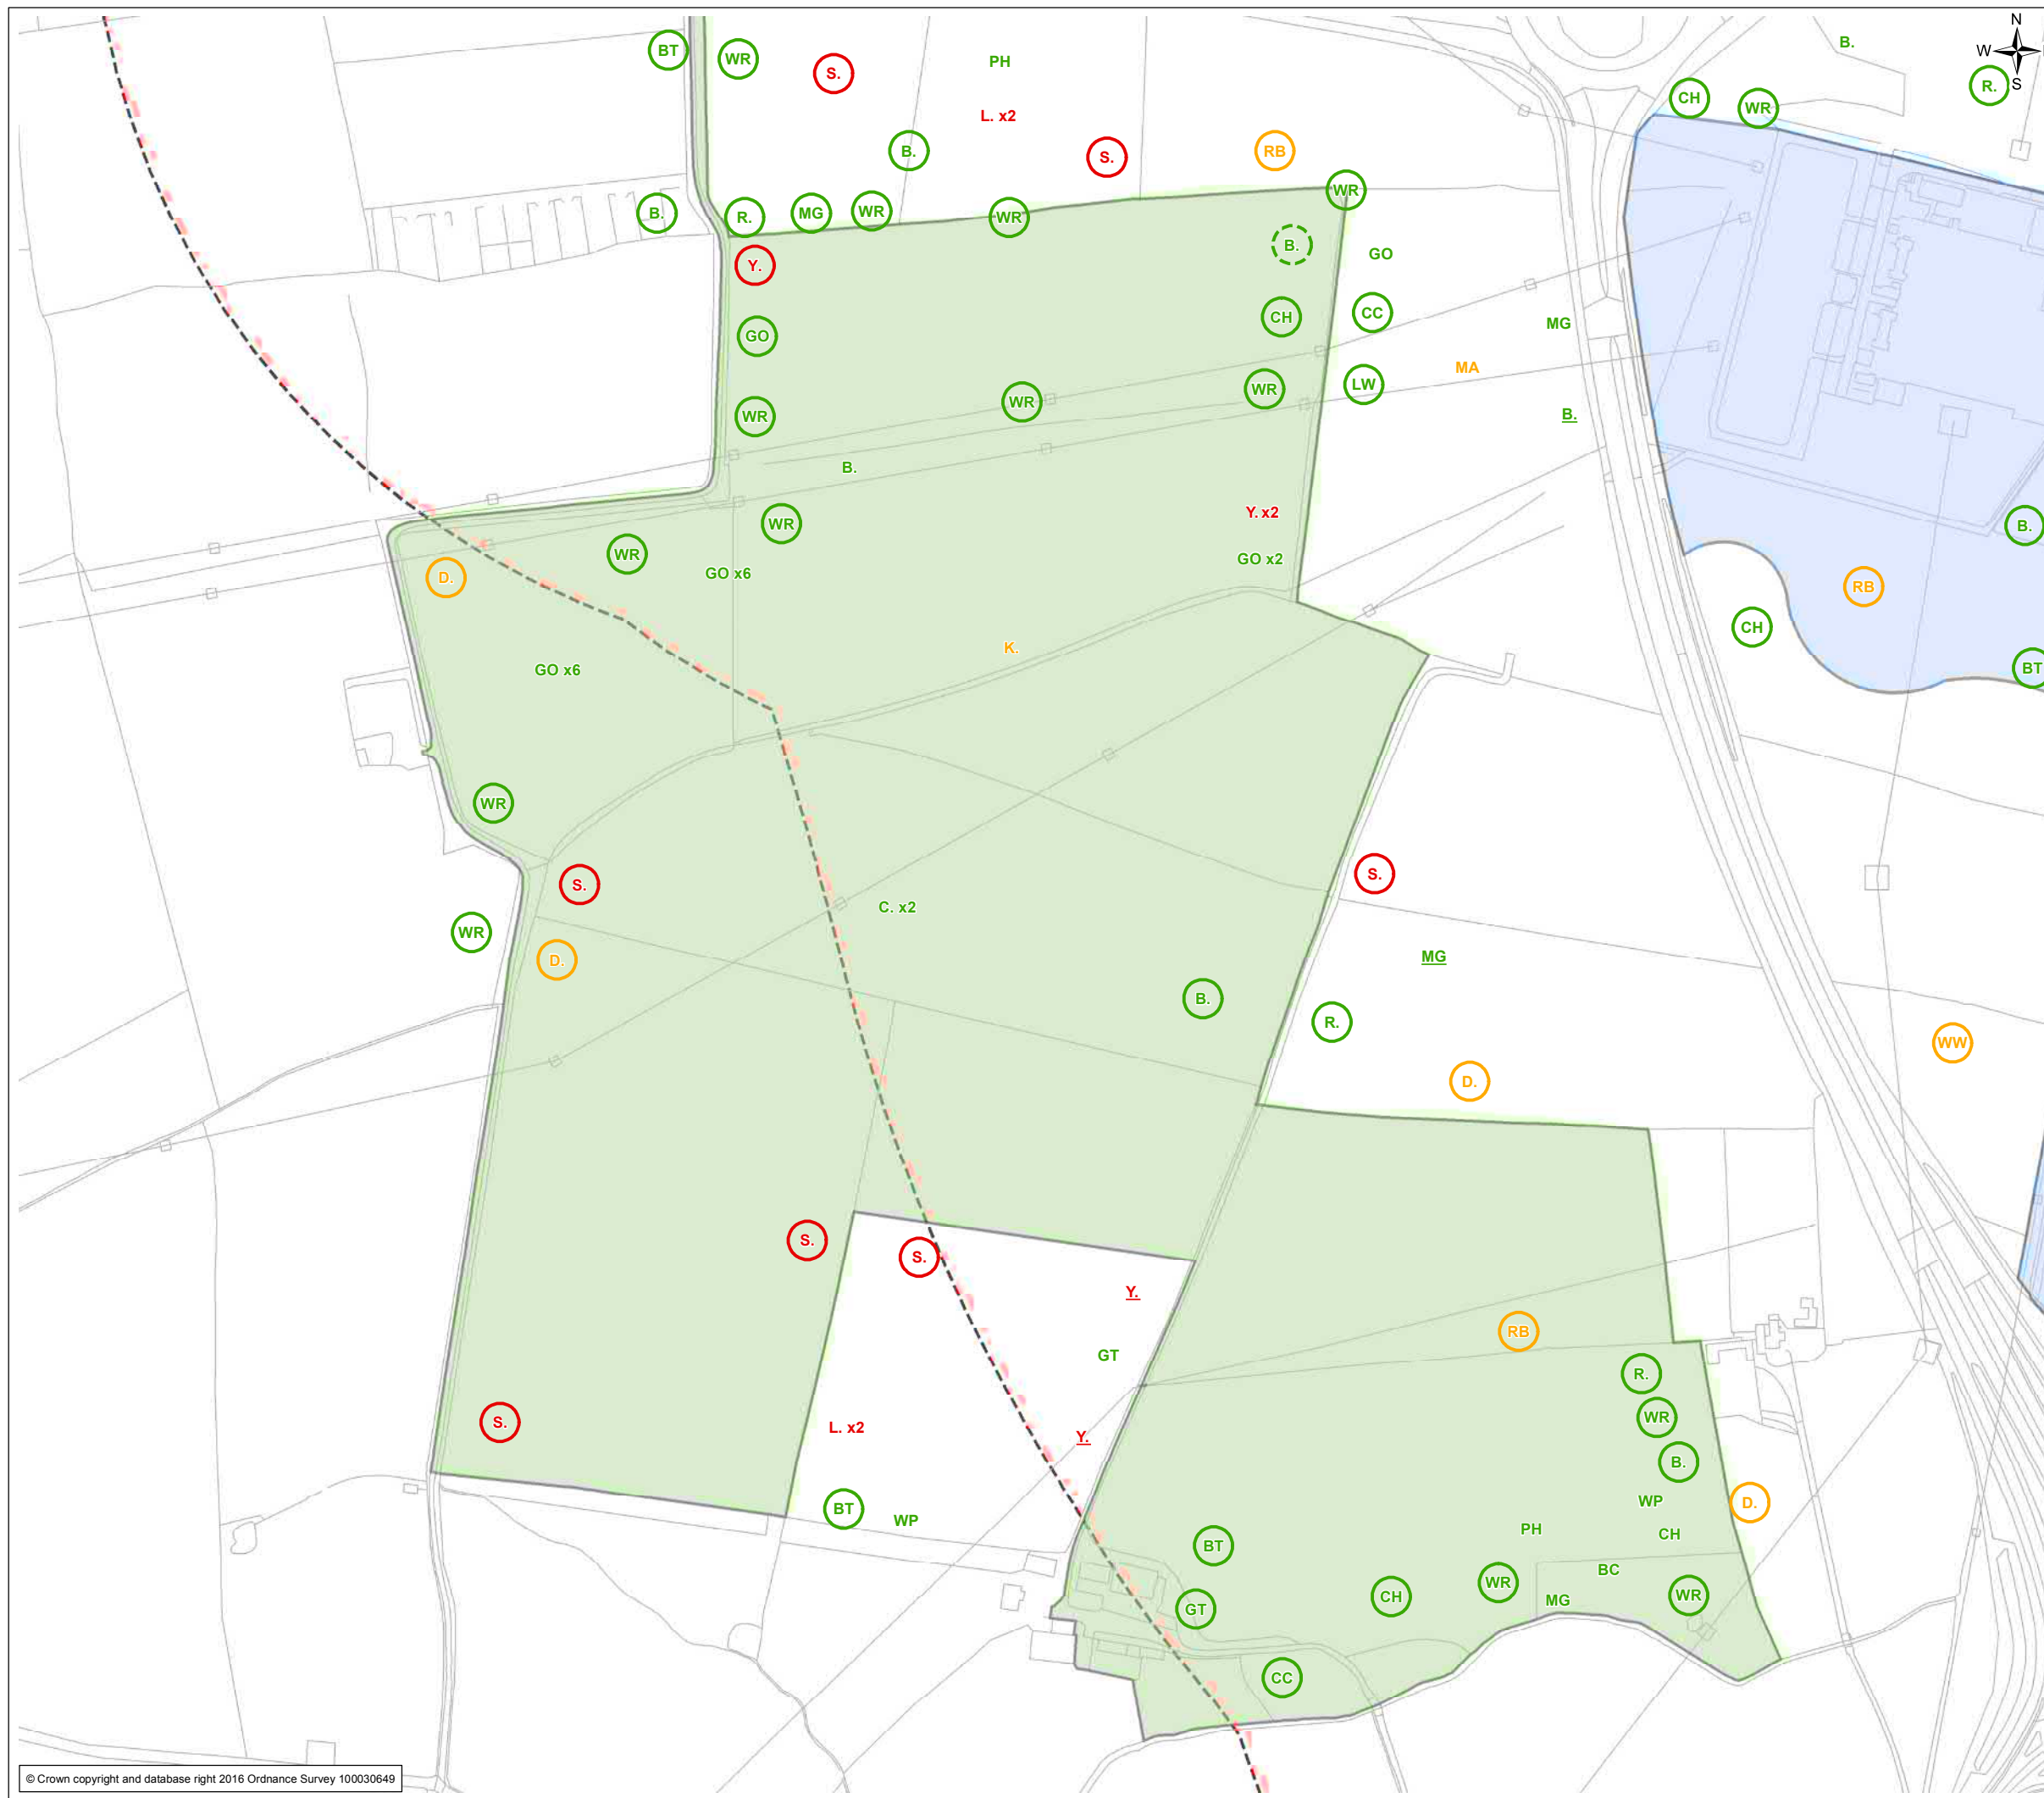 N
B.
BT
WR
W
PH
S.
S
R.
CH
WR
L. x2
B.
S.
RB
WR
B.
R.
MG
WR
WR
B.
GO
Y.
CC
CH
MG
GO
MA
LW
WR
WR
B.
WR
B.
Y. x2
WR
B.
WR
GO x2
GO x6
D.
RB
CH
K.
GO x6
BT
WR
S.
S.
C. x2
WR
MG
D.
B.
R.
WW
D.
S.
S.
Y.
RB
GT
R.
WR
S.
L. x2
Y.
B.
WP
D.
BT
WP
PH
CH
BT
BC
WR
WR
CH
MG
GT
CC
© Crown copyright and database right 2016 Ordnance Survey 100030649